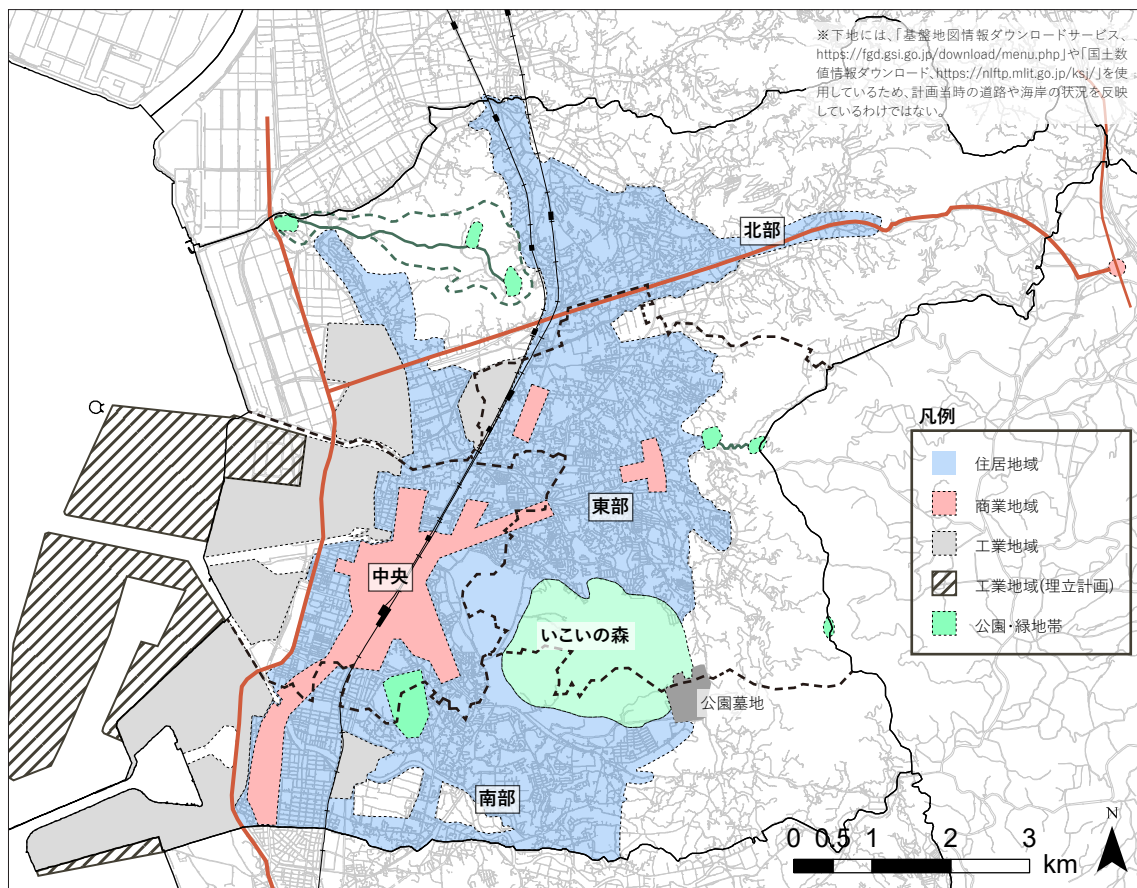 ※下地には、「基盤地図情報ダウンロードサービス、
https://fgd.gsi.go.jp/download/menu.php」や「国土数
値情報ダウンロード、https://nlftp.mlit.go.jp/ksj/」を使
用しているため、計画当時の道路や海岸の状況を反映
しているわけではない。
北部
凡例
住居地域
商業地域
工業地域
工業地域(埋立計画)
公園・緑地帯
東部
中央
いこいの森
公園墓地
南部
0 0.5 1 2 3
km
N